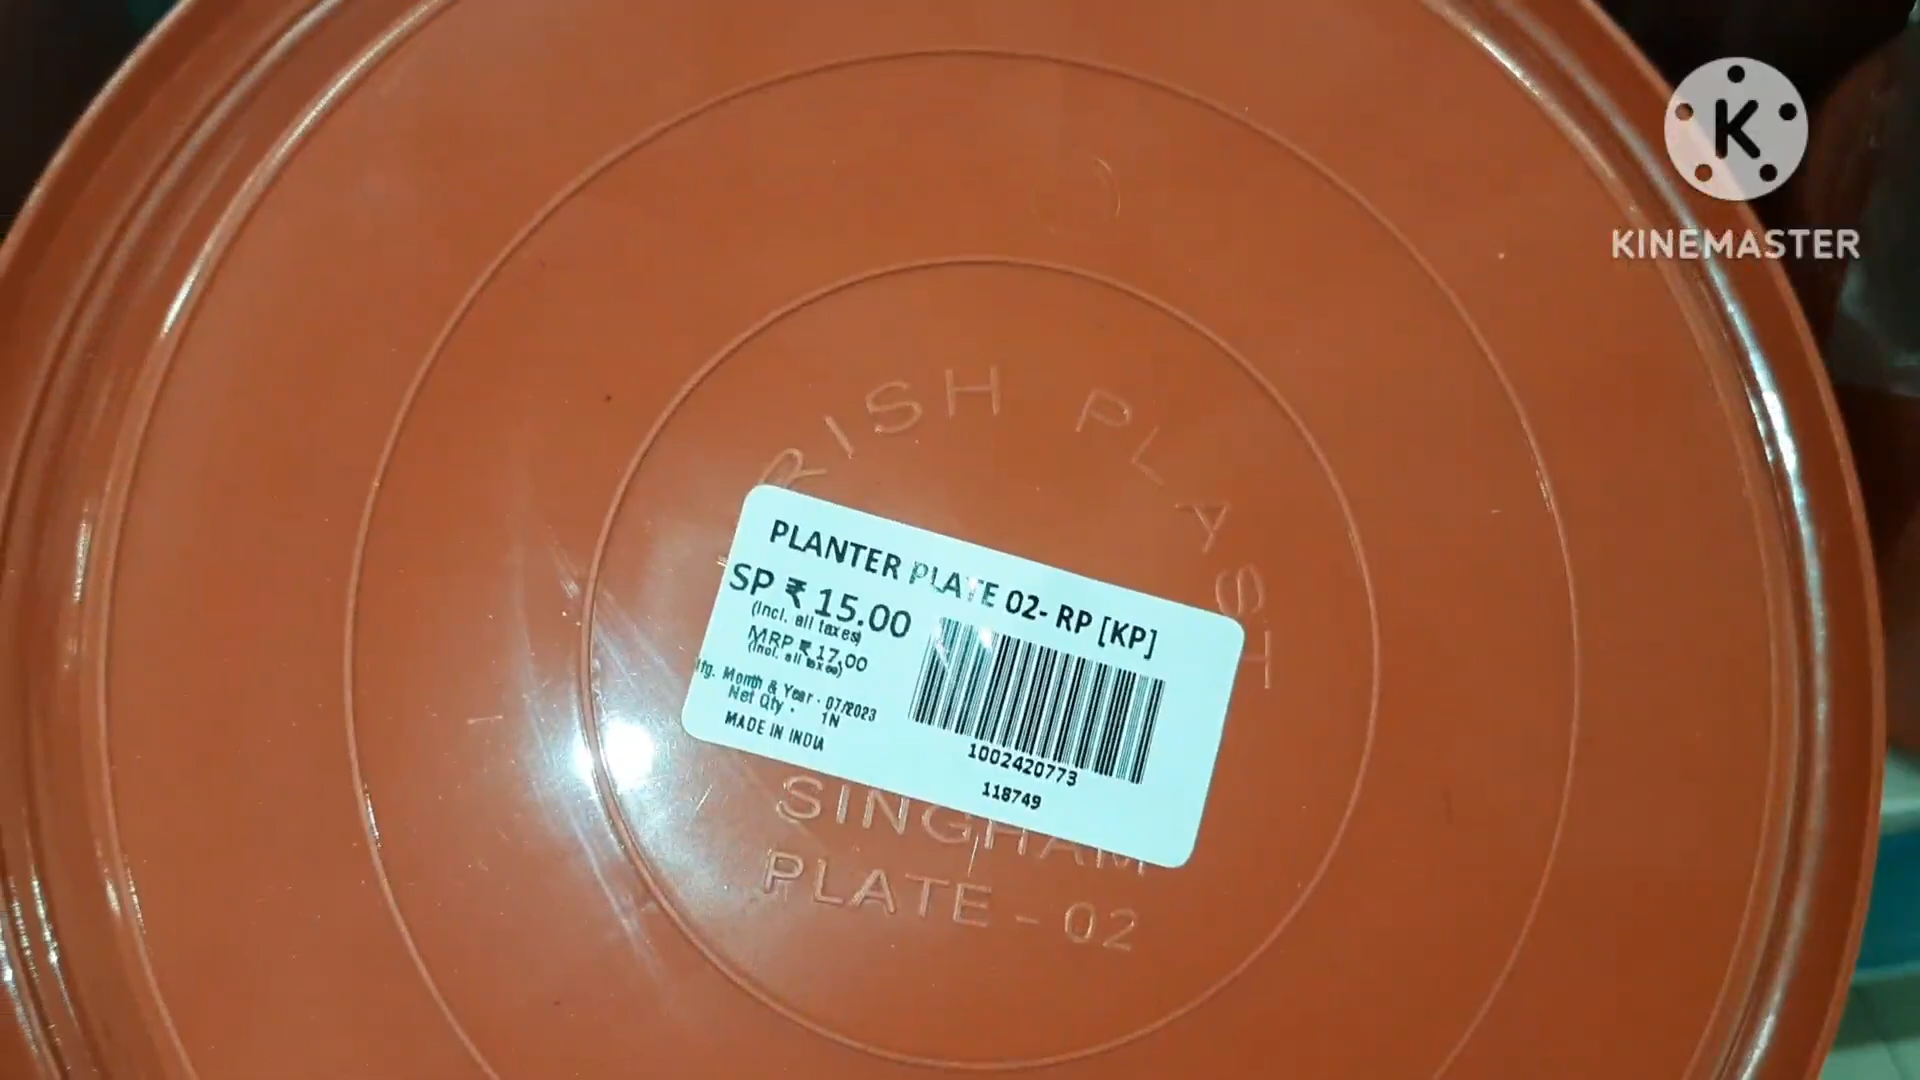 K
KINEMASTER
RISH PLAST
PLANTER PLATE 02- RP [KP]
SP ₹ 15.00
(Incl. all taxes)
MRP ₹ 17.00
(Incl. all taxes)
fg. Month & Year - 07/2023
Net Qty - 1N
MADE IN INDIA
1002420773
118749
SINGHAM
PLATE - 02